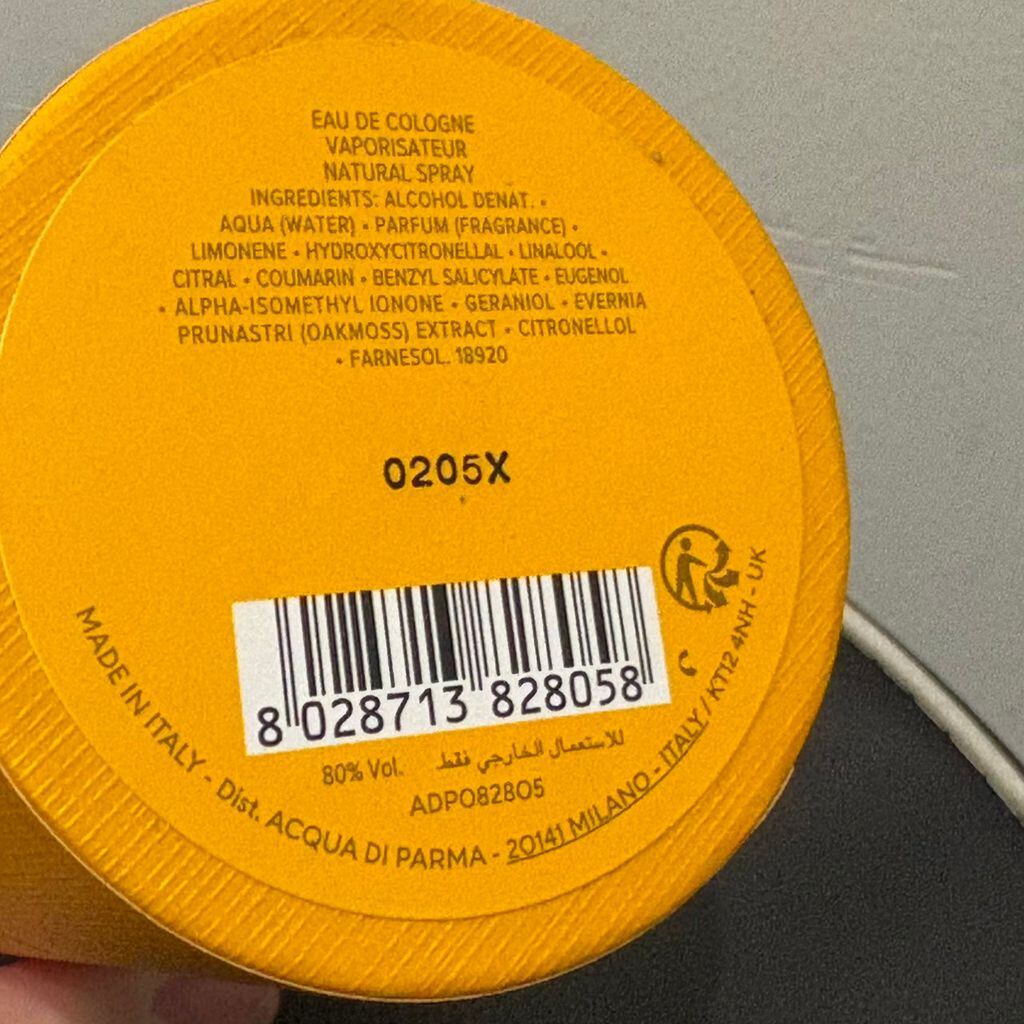 EAU DE COLOGNE
VAPORISATEUR
NATURAL SPRAY
INGREDIENTS: ALCOHOL DENAT. •
AQUA (WATER) • PARFUM (FRAGRANCE) •
LIMONENE • HYDROXYCITRONELLAL • LINALOOL •
CITRAL • COUMARIN • BENZYL SALICYLATE • EUGENOL
• ALPHA-ISOMETHYL IONONE • GERANIOL • EVERNIA
PRUNASTRI (OAKMOSS) EXTRACT • CITRONELLOL
• FARNESOL. 18920
0205X
8 028713 828058
80% Vol. للاستعمال الخارجي فقط
ADP082805
MADE IN ITALY - Dist. ACQUA DI PARMA - 20141 MILANO - ITALY / KT12 4NH - UK